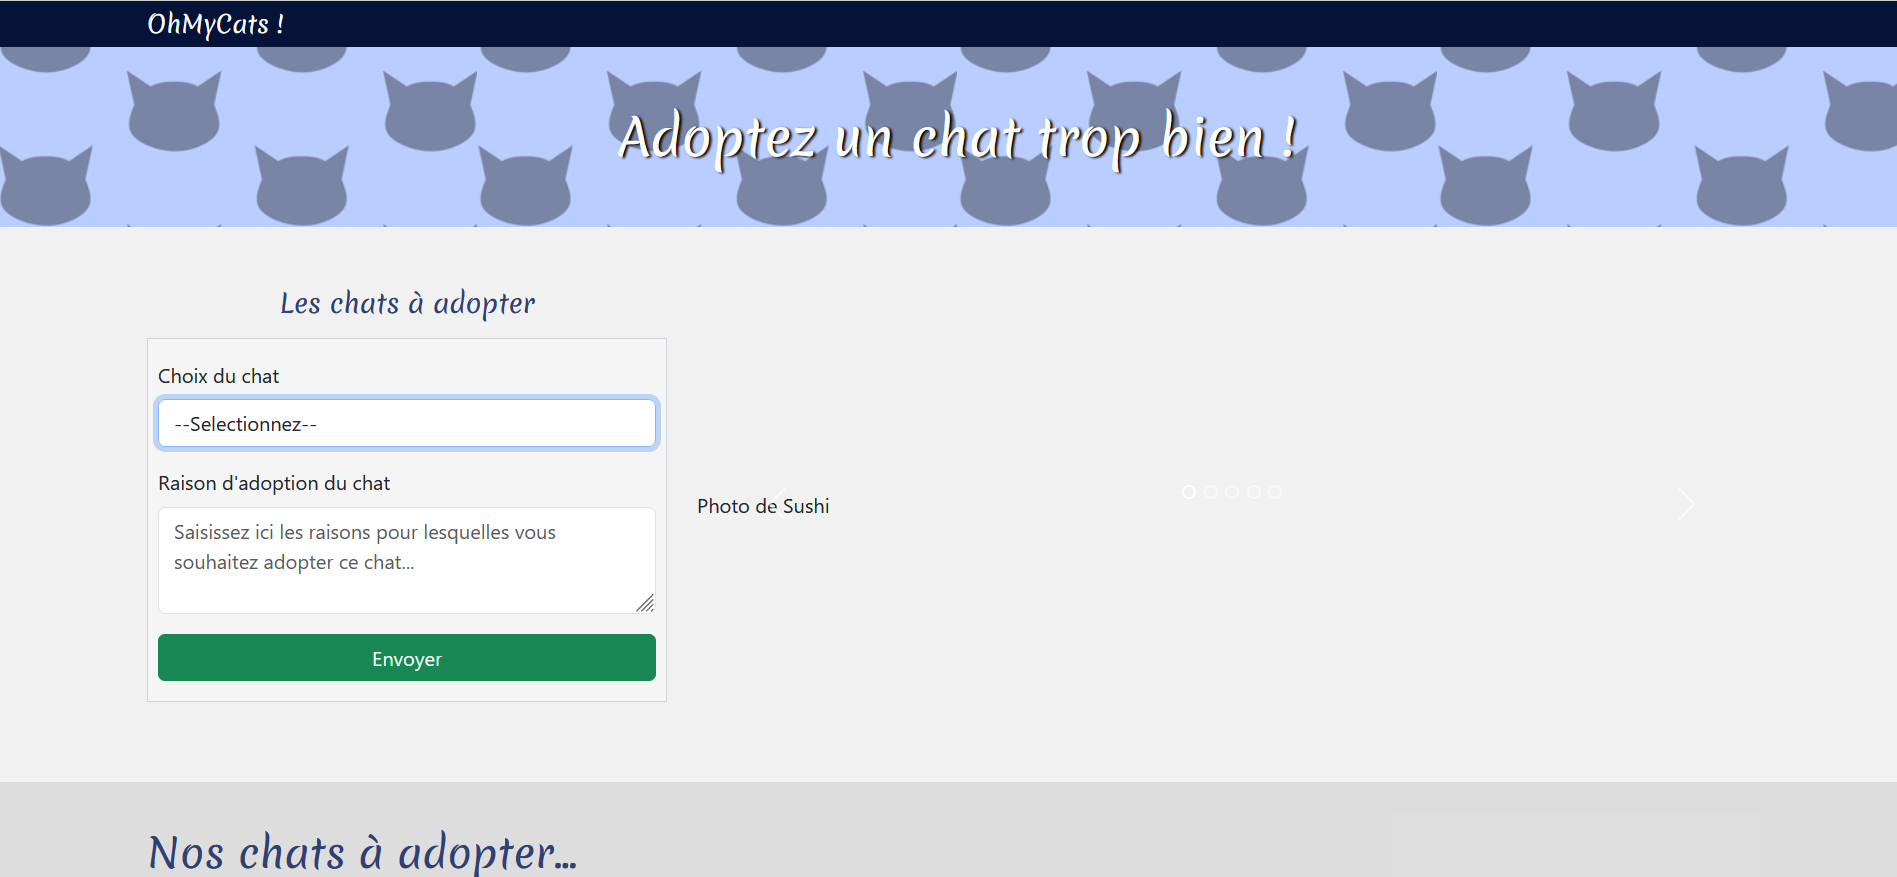 OhMyCats !
Adoptez un chat trop bien !
Les chats à adopter
Choix du chat
--Selectionnez--
Raison d'adoption du chat
Saisissez ici les raisons pour lesquelles vous
souhaitez adopter ce chat...
Envoyer
Photo de Sushi
Nos chats à adopter...